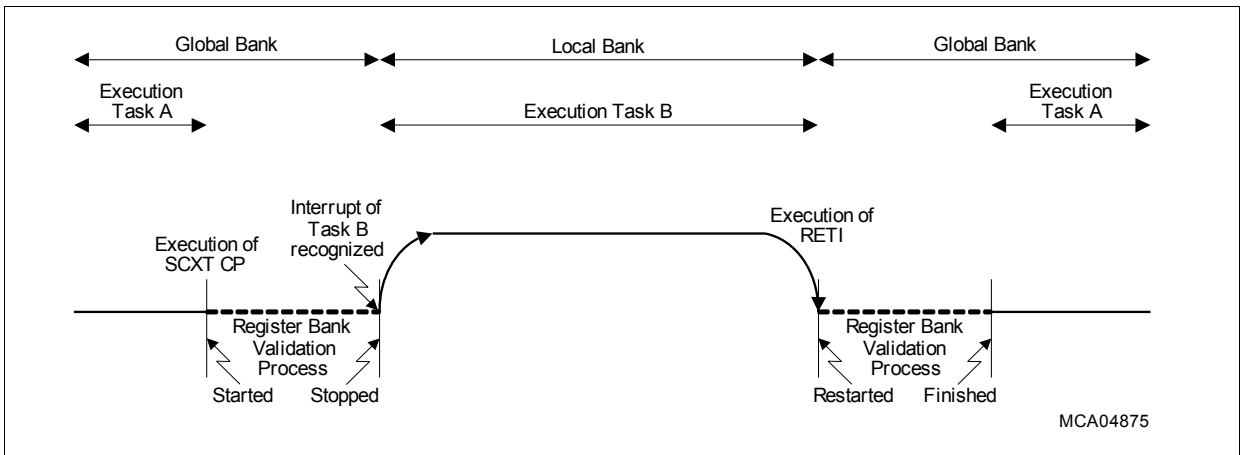 Global Bank
Local Bank
Global Bank
Execution
Task A
Execution Task B
Execution
Task A
Execution of
SCXT CP
Interrupt of
Task B
recognized
Execution of
RETI
Register Bank
Validation
Process
Started
Stopped
Register Bank
Validation
Process
Restarted
Finished
MCA04875